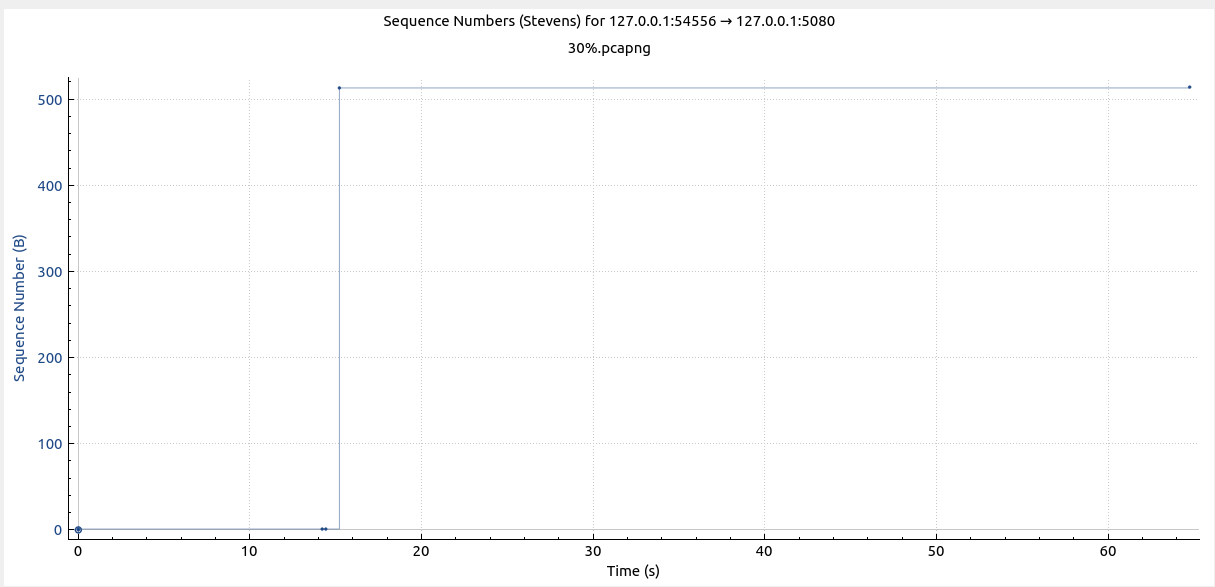 Sequence Numbers (Stevens) for 127.0.0.1:54556 → 127.0.0.1:5080
30%.pcapng
Sequence Number (B)
500
400
300
200
100
0
0 10 20 30 40 50 60
Time (s)